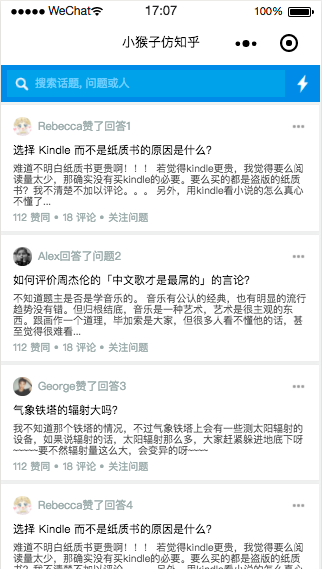 WeChat 17:07 100%
小猴子仿知乎
搜索话题, 问题或人
Rebecca赞了回答1
选择 Kindle 而不是纸质书的原因是什么?
难道不明白纸质书更贵啊！！！ 若觉得kindle更贵，我觉得要么阅
读量太少，那确实没有买kindle的必要。要么买的都是盗版的纸质
书？我不清楚不加以评论。。。 另外，用kindle看小说的怎么真心
不懂了...
112 赞同 • 18 评论 • 关注问题
Alex回答了问题2
如何评价周杰伦的「中文歌才是最屌的」的言论?
不知道题主是否是学音乐的。 音乐有公认的经典，也有明显的流行
趋势没有错。但归根结底，音乐是一种艺术，艺术是很主观的东
西。跟画作一个道理，毕加索是大家，但很多人看不懂他的话，甚
至觉得很难看...
112 赞同 • 18 评论 • 关注问题
George赞了回答3
气象铁塔的辐射大吗?
我不知道那个铁塔的情况，不过气象铁塔上会有一些测太阳辐射的
设备，如果说辐射的话，太阳辐射那么多，大家赶紧躲进地底下呀
~~~~~要不然辐射量这么大，会变异的呀~~~~
112 赞同 • 18 评论 • 关注问题
Rebecca赞了回答4
选择 Kindle 而不是纸质书的原因是什么?
难道不明白纸质书更贵啊！！！ 若觉得kindle更贵，我觉得要么阅
读量太少，那确实没有买kindle的必要。要么买的都是盗版的纸质